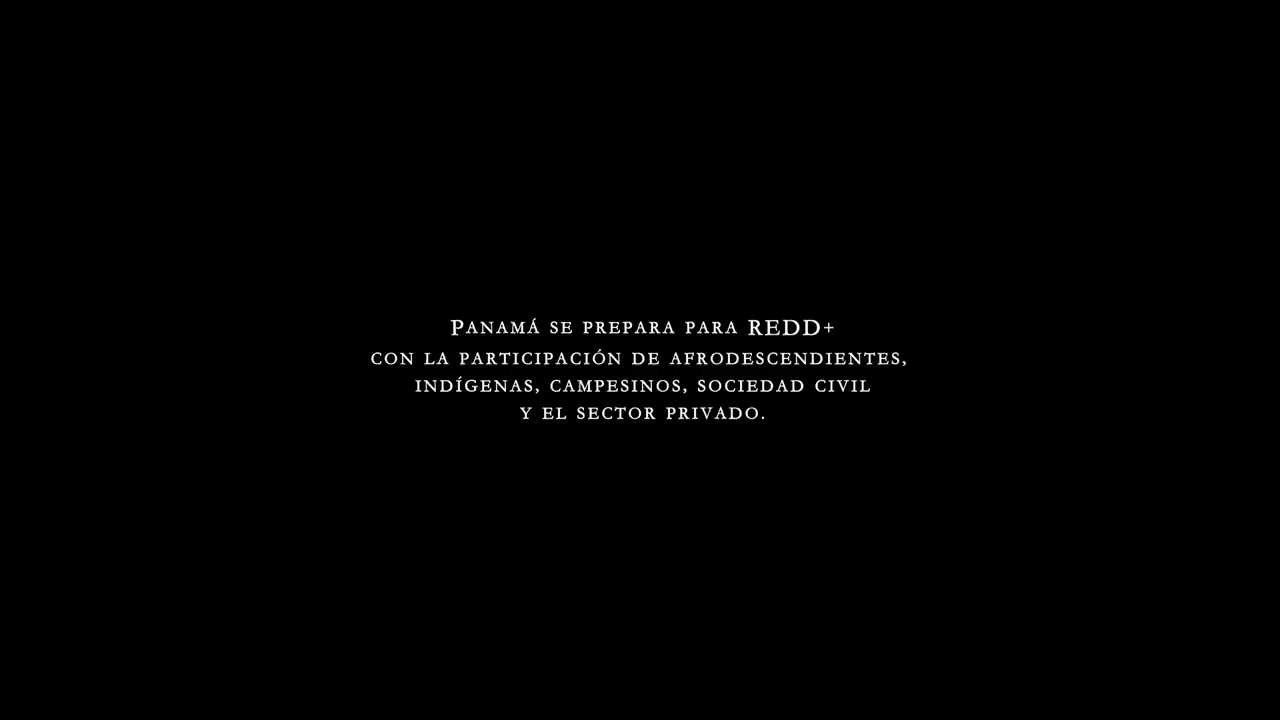 Panamá se prepara para REDD+
con la participación de afrodescendientes,
indígenas, campesinos, sociedad civil
y el sector privado.